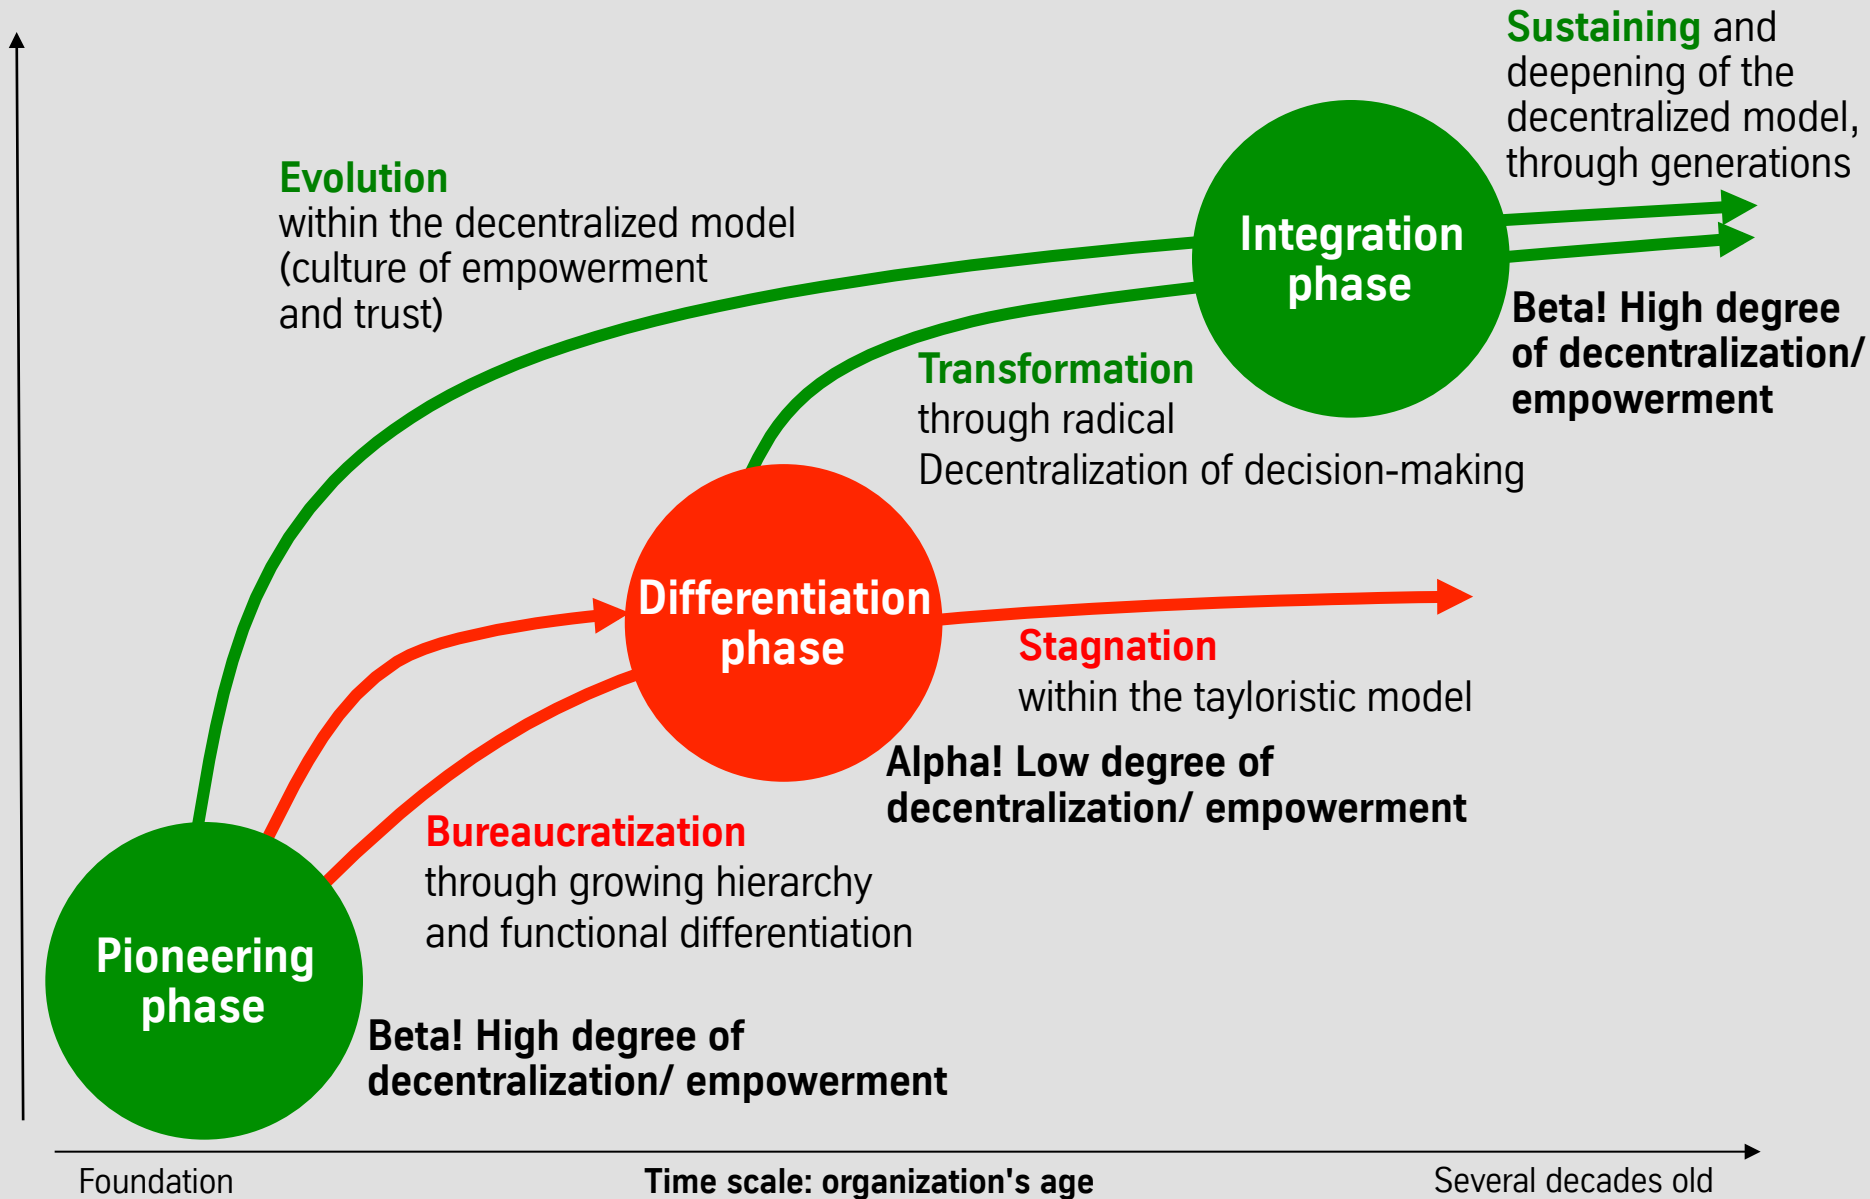 Sustaining and
deepening of the
decentralized model,
through generations
Evolution
within the decentralized model
(culture of empowerment
and trust)
Integration
phase
Beta! High degree
of decentralization/
empowerment
Transformation
through radical
Decentralization of decision-making
Differentiation
phase
Stagnation
within the tayloristic model
Alpha! Low degree of
decentralization/ empowerment
Bureaucratization
through growing hierarchy
and functional differentiation
Pioneering
phase
Beta! High degree of
decentralization/ empowerment
Foundation
Time scale: organization's age
Several decades old